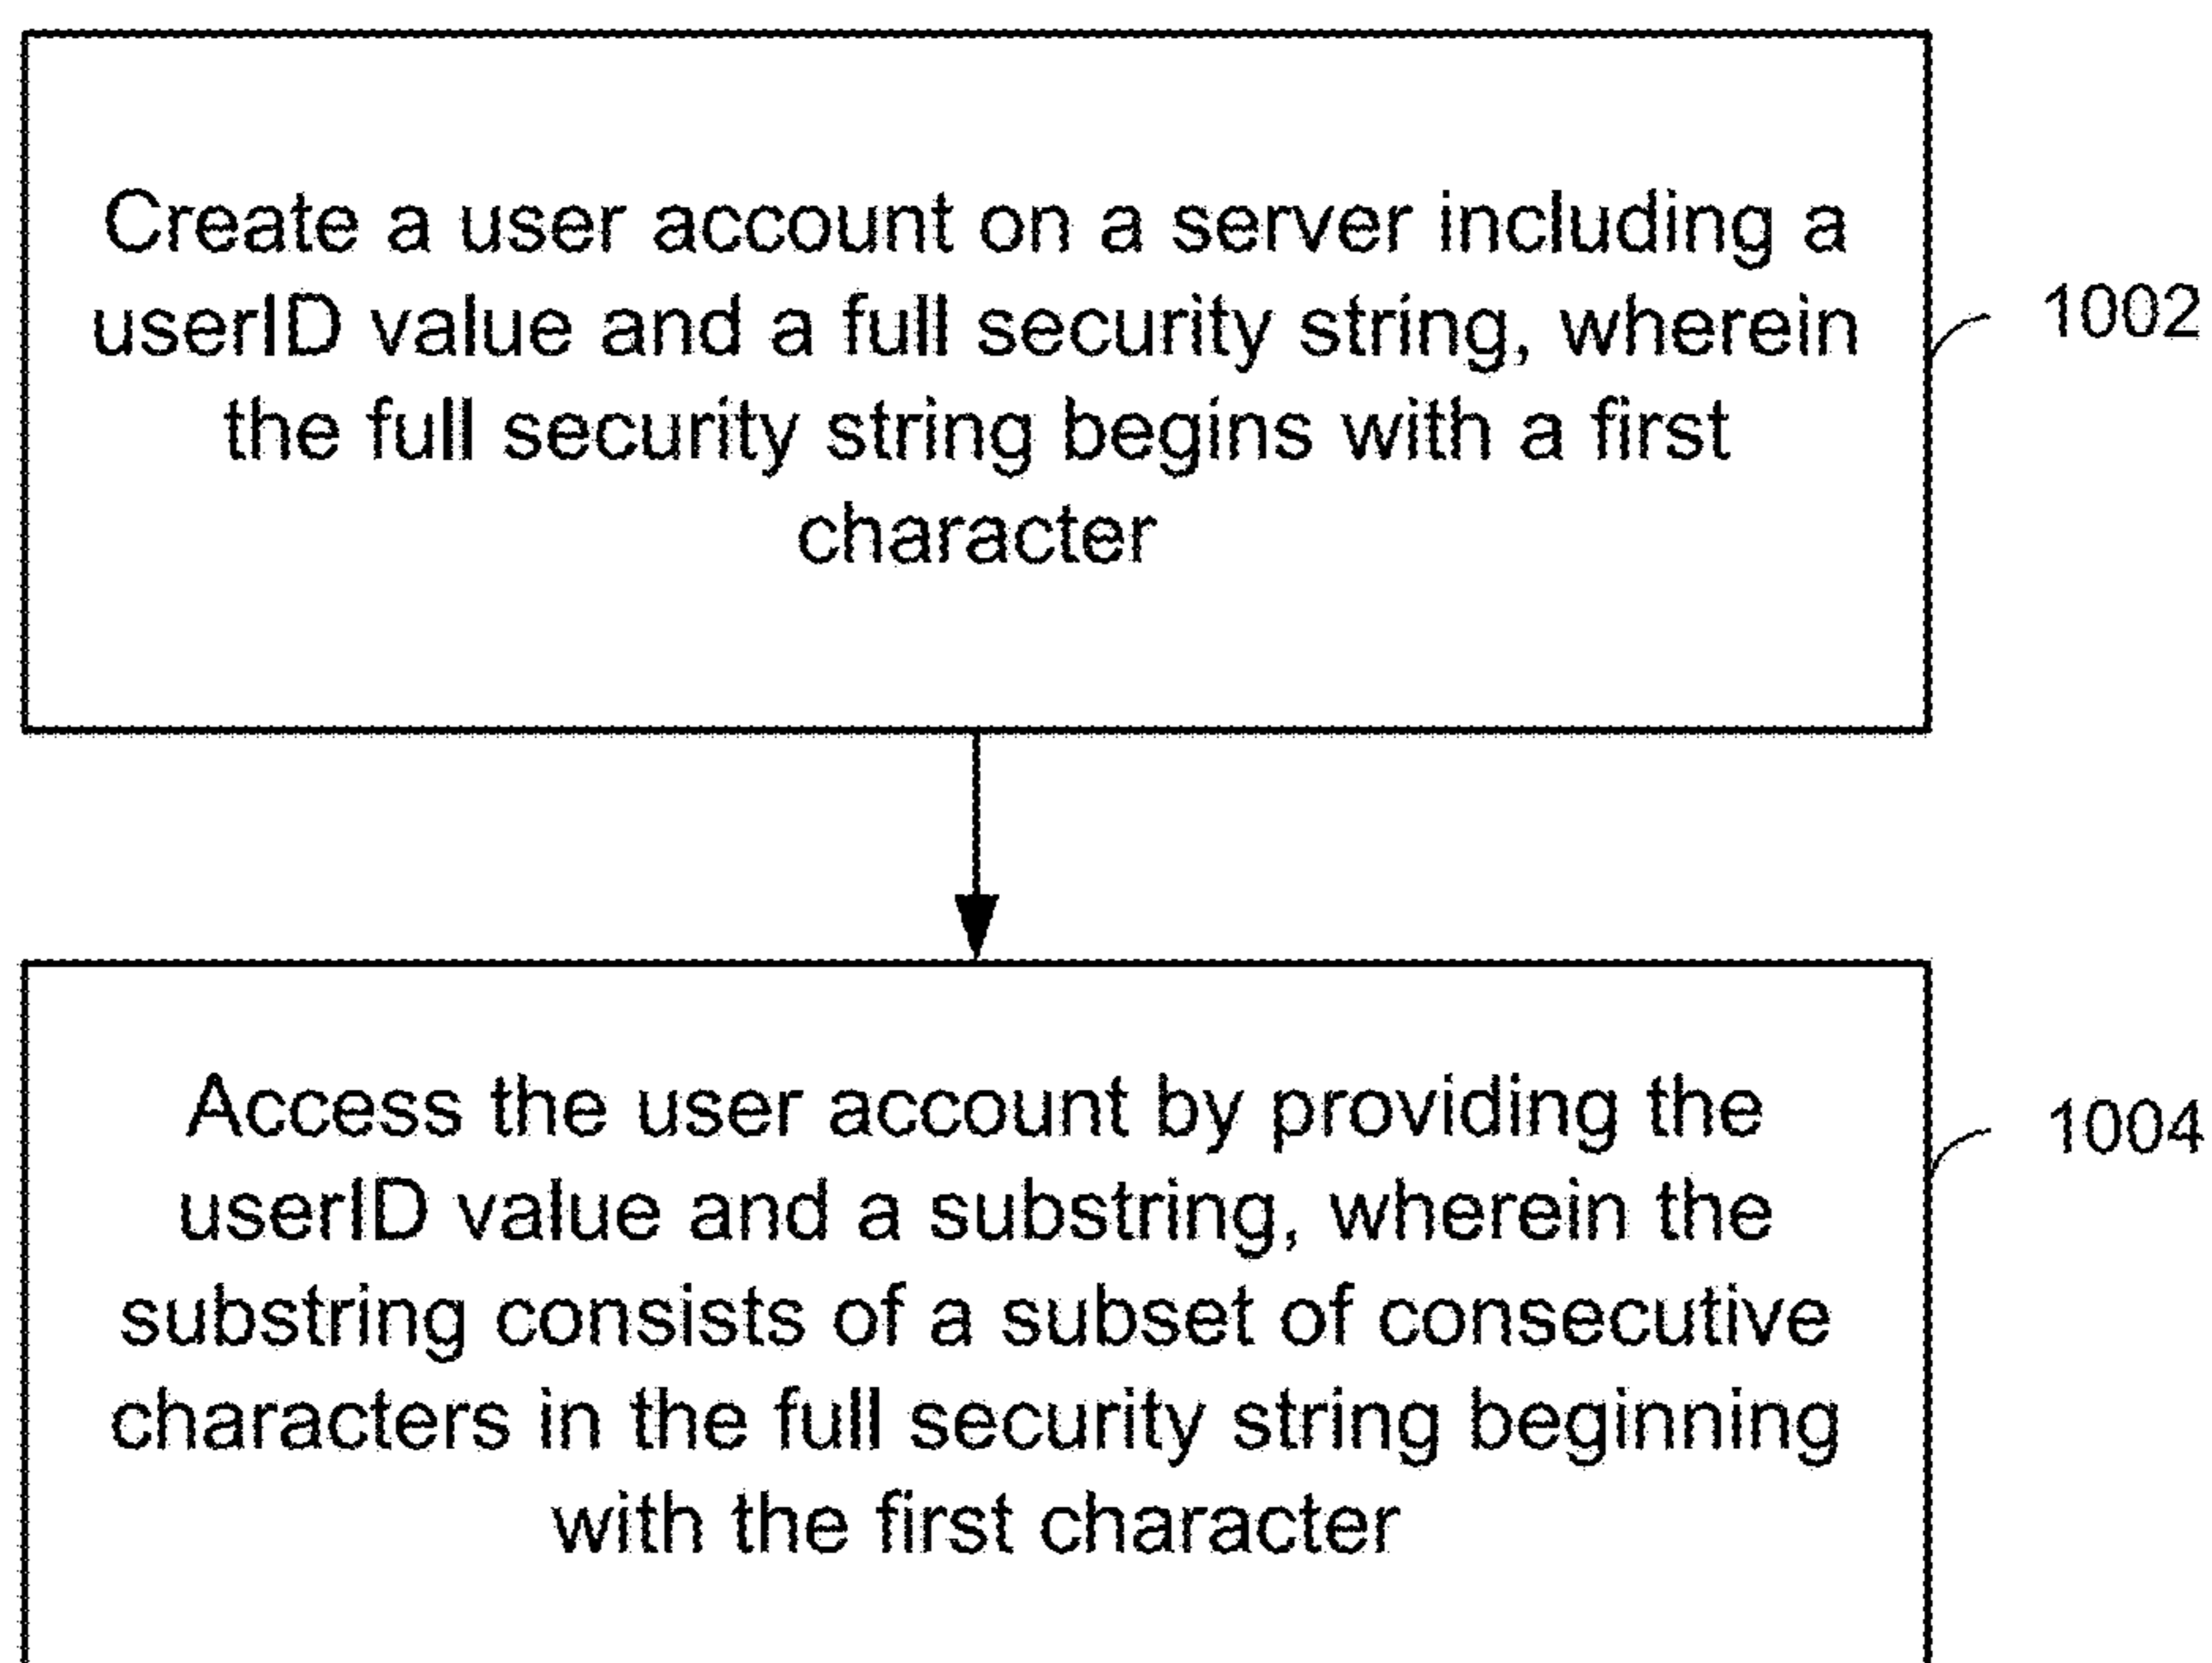 Create a user account on a server including a
userID value and a full security string, wherein
the full security string begins with a first
character
1002
Access the user account by providing the
userID value and a substring, wherein the
substring consists of a subset of consecutive
characters in the full security string beginning
with the first character
1004